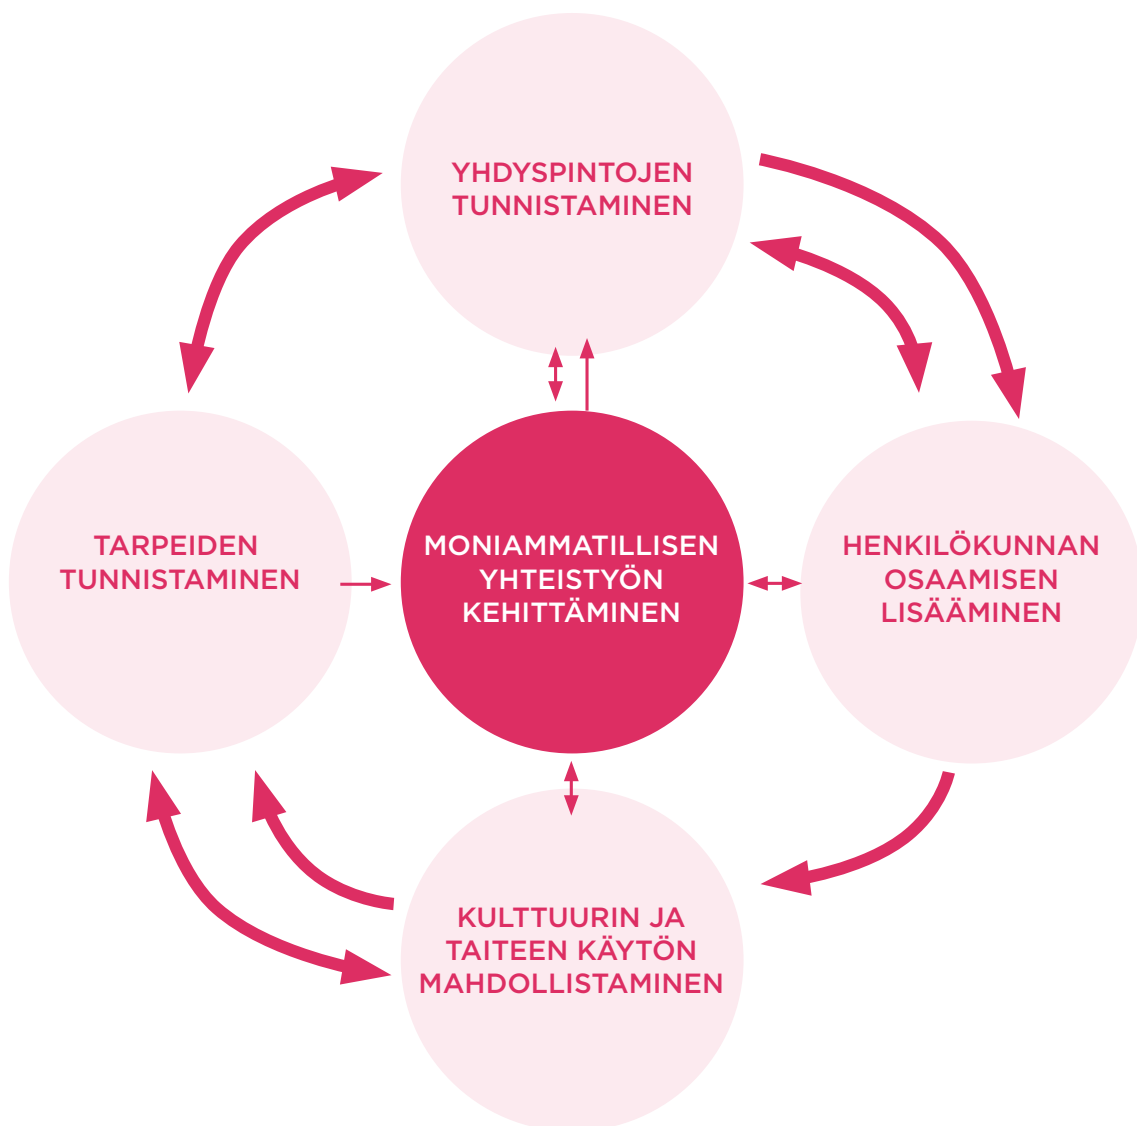 YHDYSPINTOJEN
TUNNISTAMINEN
TARPEIDEN
TUNNISTAMINEN
MONIAMMATILLISEN
YHTEISTYÖN
KEHITTÄMINEN
HENKILÖKUNNAN
OSAAMISEN
LISÄÄMINEN
KULTTUURIN JA
TAITEEN KÄYTÖN
MAHDOLLISTAMINEN